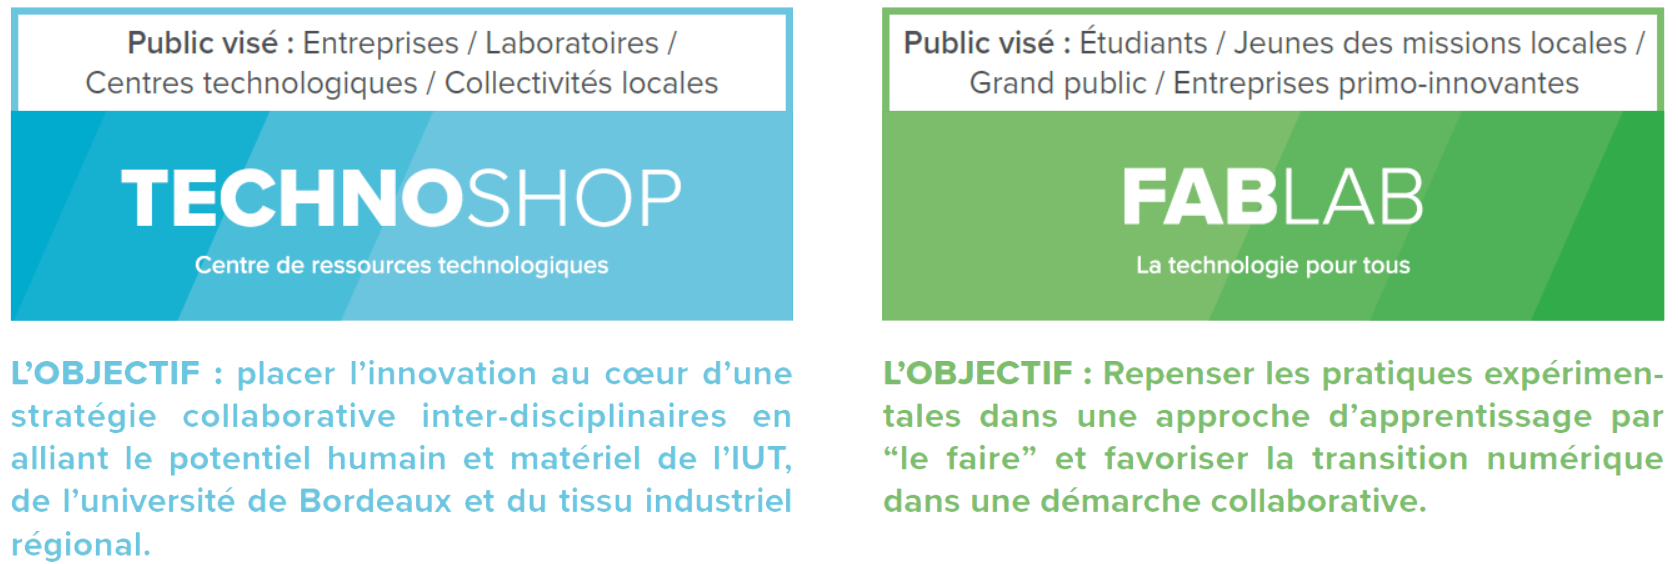 Public visé : Entreprises / Laboratoires /
Centres technologiques / Collectivités locales
TECHNOSHOP
Centre de ressources technologiques
L’OBJECTIF : placer l’innovation au cœur d’une
stratégie collaborative inter-disciplinaires en
alliant le potentiel humain et matériel de l’IUT,
de l’université de Bordeaux et du tissu industriel
régional.
Public visé : Étudiants / Jeunes des missions locales /
Grand public / Entreprises primo-innovantes
FABLAB
La technologie pour tous
L’OBJECTIF : Repenser les pratiques expérimen-
tales dans une approche d’apprentissage par
“le faire” et favoriser la transition numérique
dans une démarche collaborative.